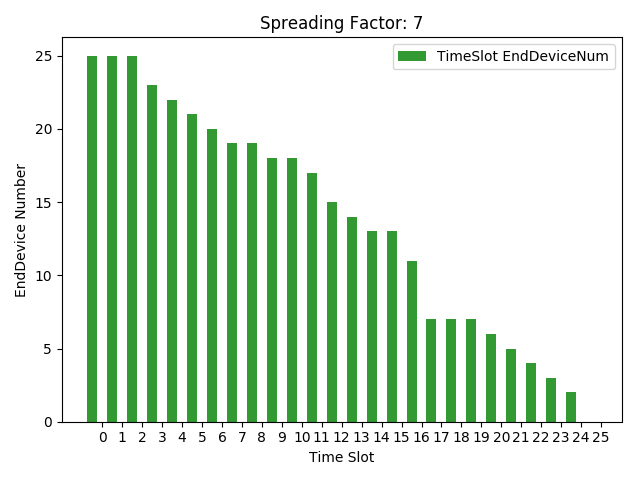 Spreading Factor: 7
TimeSlot EndDeviceNum
25
20
15
10
5
0
EndDevice Number
0 1 2 3 4 5 6 7 8 9 10 11 12 13 14 15 16 17 18 19 20 21 22 23 24 25
Time Slot